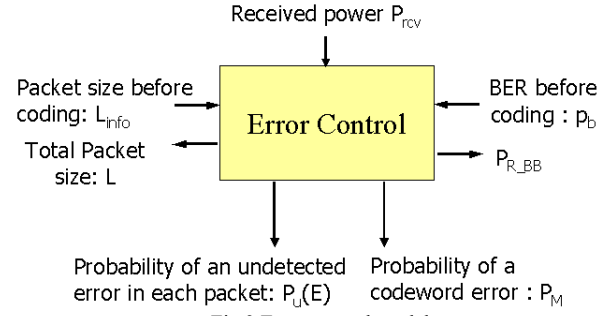 Received power P_rcv
Packet size before
coding: L_info
BER before
coding : p_b
Error Control
Total Packet
size: L
P_R_BB
Probability of an undetected
error in each packet: P_u(E)
Probability of a
codeword error : P_M